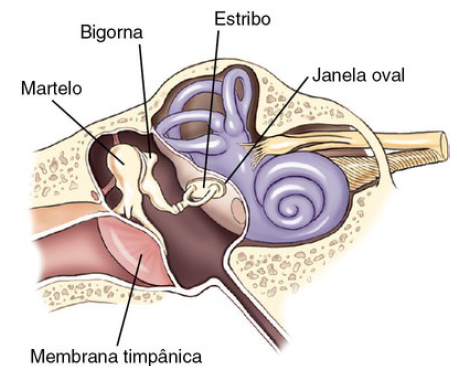 Estribo
Bigorna
Janela oval
Martelo
Membrana timpânica